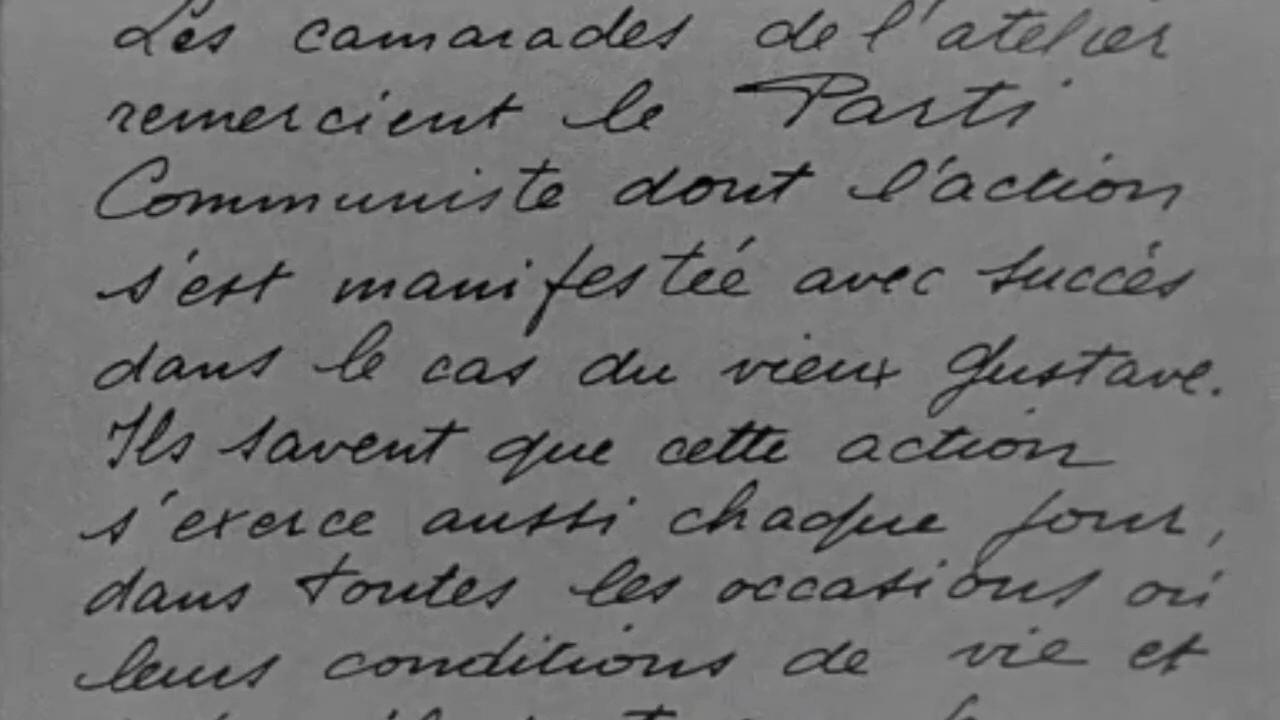 Les camarades de l'atelier
remercient le Parti
Communiste dont l'action
s'est manifestée avec succès
dans le cas du vieux Gustave.
Ils savent que cette action
s'exerce aussi chaque jour,
dans toutes les occasions où
leurs conditions de vie et